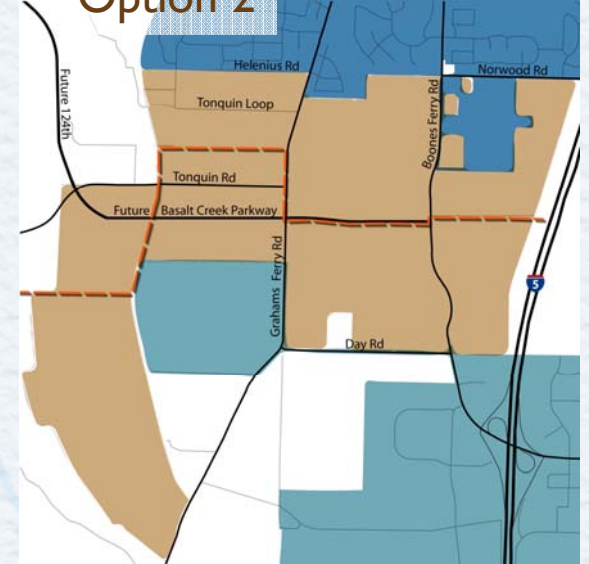 Option 2
Helenius Rd
Norwood Rd
Future 124th
Tonquin Loop
Boones Ferry Rd
Tonquin Rd
Future Basalt Creek Parkway
Grahams Ferry Rd
5
Day Rd